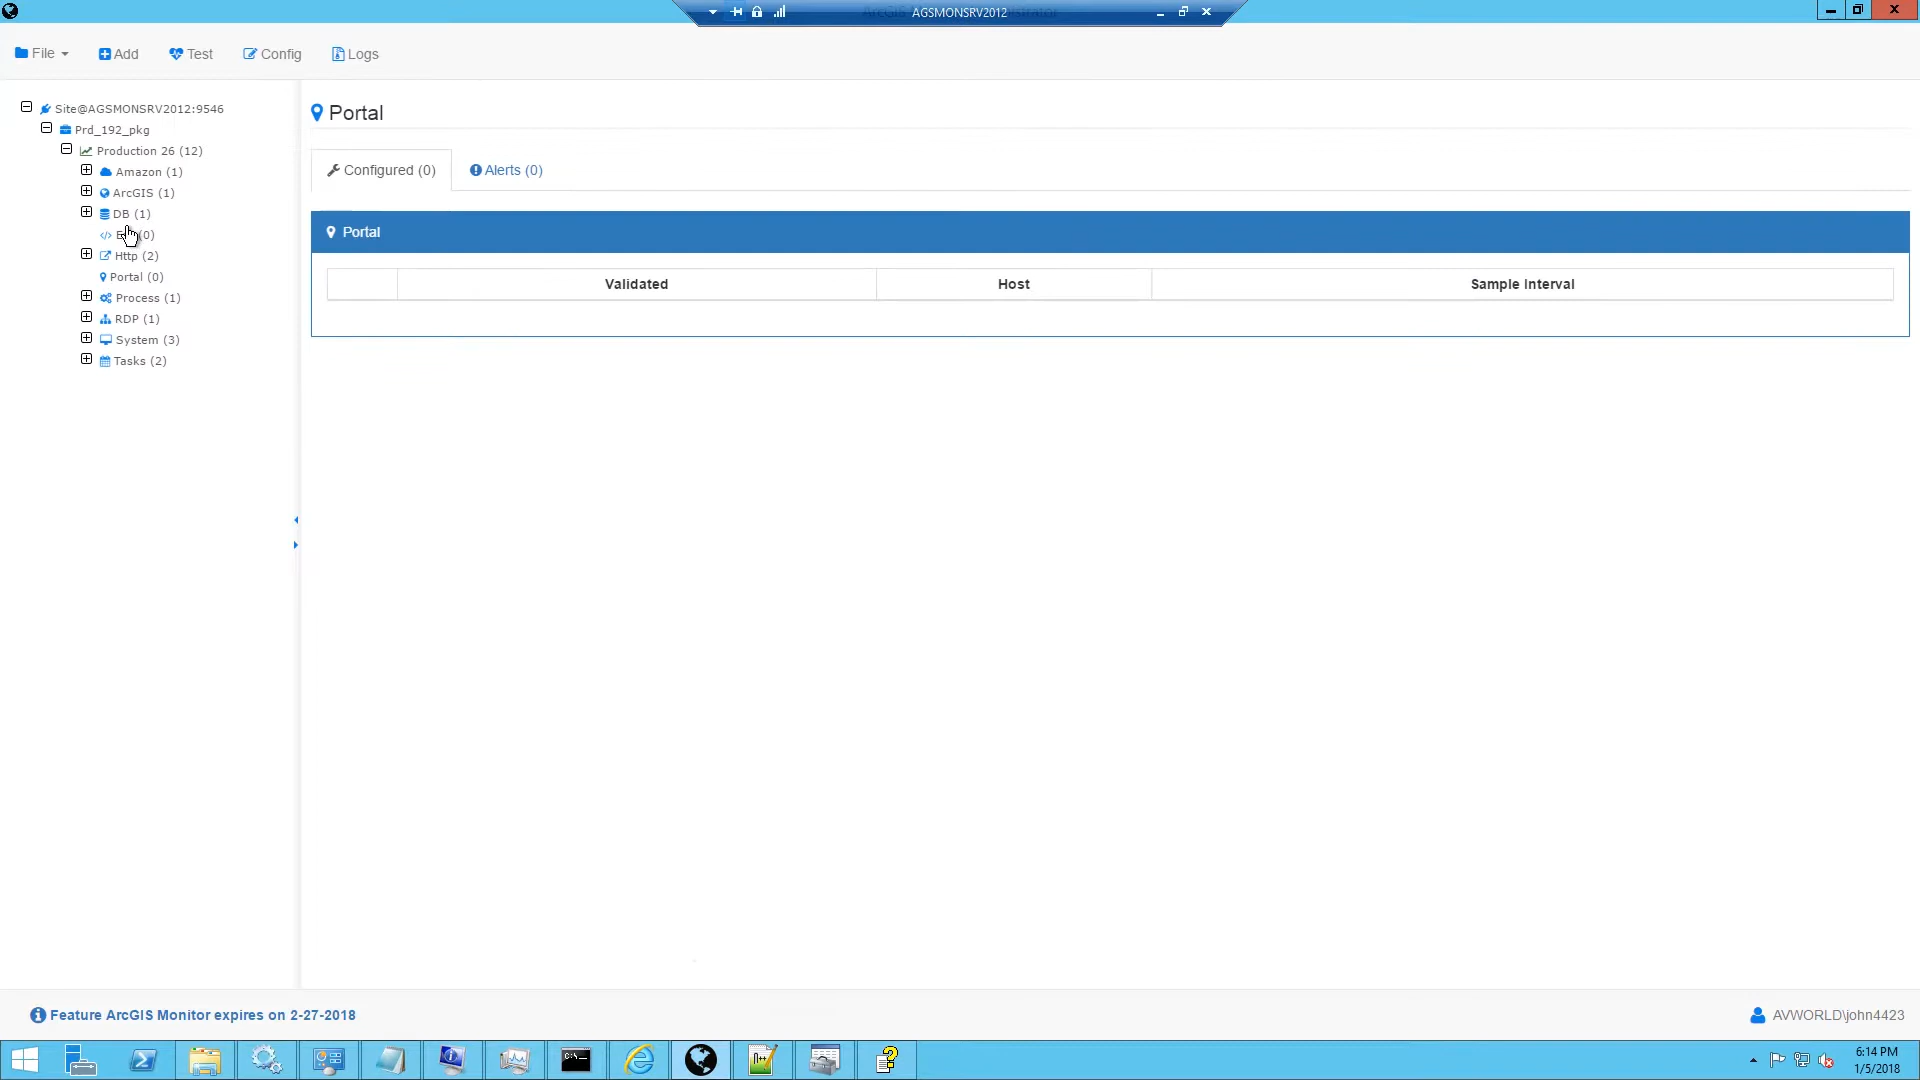 AGSMONSRV2012
File
Add
Test
Config
Logs
Site@AGSMONSRV2012:9546
Prd_192_pkg
Production 26 (12)
Amazon (1)
ArcGIS (1)
DB (1)
(0)
Http (2)
Portal (0)
Process (1)
RDP (1)
System (3)
Tasks (2)
Portal
Configured (0)
Alerts (0)
Portal
Validated
Host
Sample Interval
Feature ArcGIS Monitor expires on 2-27-2018
AVWORLD\john4423
6:14 PM
1/5/2018